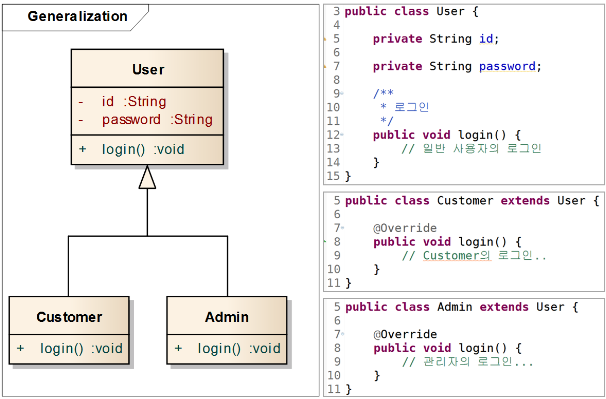 Generalization
User
- id :String
- password :String
+ login() :void
Customer
+ login() :void
Admin
+ login() :void
3 public class User {
4
5 private String id;
6
7 private String password;
8
9 /**
10 * 로그인
11 */
12 public void login() {
13 // 일반 사용자의 로그인
14 }
15 }
5 public class Customer extends User {
6
7 @Override
8 public void login() {
9 // Customer의 로그인..
10 }
11 }
5 public class Admin extends User {
6
7 @Override
8 public void login() {
9 // 관리자의 로그인...
10 }
11 }